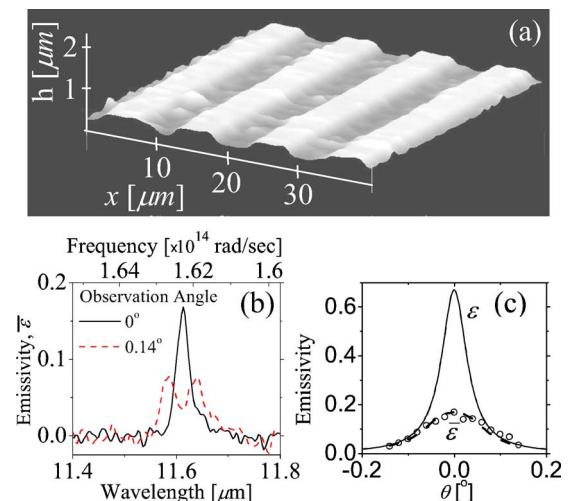 (a)
h [μm]
2
1
10
20
30
x [μm]
Frequency [×10^14 rad/sec]
1.64 1.62 1.6
0.2
0.1
0.0
Emissivity, ε̅
Observation Angle
0°
0.14°
(b)
11.4 11.6 11.8
Wavelength [μm]
(c)
0.6
0.4
0.2
0.0
Emissivity
ε
ε̅
-0.2 0.0 0.2
θ [°]